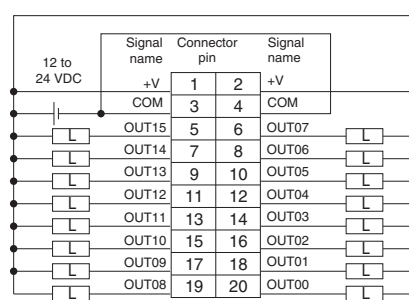 Signal name Connector pin Signal name
12 to 24 VDC
+V 1 2 +V
COM 3 4 COM
L OUT15 5 6 OUT07 L
L OUT14 7 8 OUT06 L
L OUT13 9 10 OUT05 L
L OUT12 11 12 OUT04 L
L OUT11 13 14 OUT03 L
L OUT10 15 16 OUT02 L
L OUT09 17 18 OUT01 L
L OUT08 19 20 OUT00 L